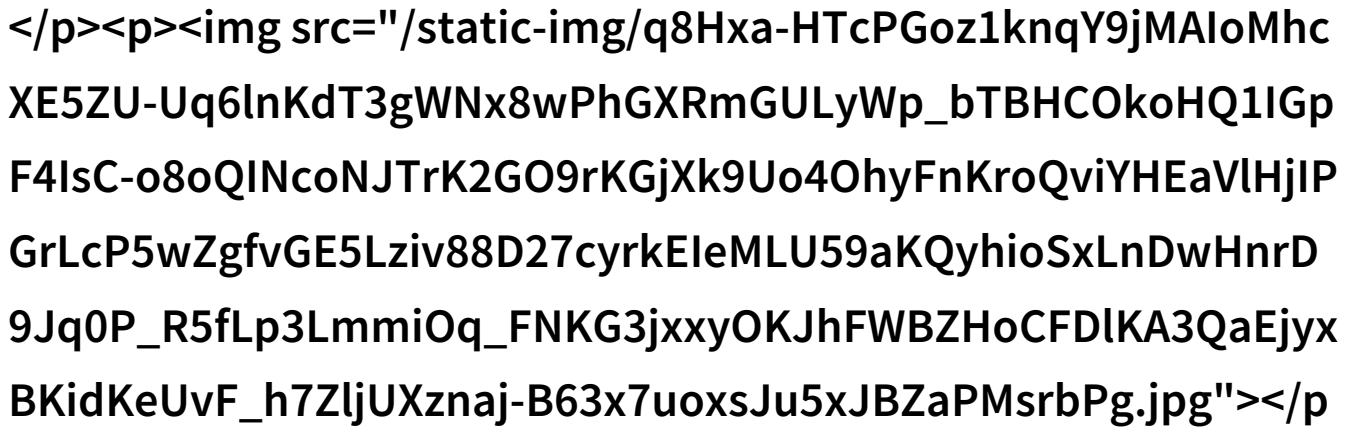 </p><p><img src="/static-img/q8Hxa-HTcPGoz1knqY9jMAIoMhc
XE5ZU-Uq6lnKdT3gWNx8wPhGXRmGULyWp_bTBHCOkoHQ1IGp
F4IsC-o8oQINcoNJTrK2GO9rKGjXk9Uo4OhyFnKroQviYHEaVlHjIP
GrLcP5wZgfvGE5Lziv88D27cyrkEIeMLU59aKQyhioSxLnDwHnrD
9Jq0P_R5fLp3LmmiOq_FNKG3jxxyOKJhFWBZHoCFDlKA3QaEjyx
BKidKeUvF_h7ZljUXznaj-B63x7uoxsJu5xJBZaPMsrbPg.jpg"></p